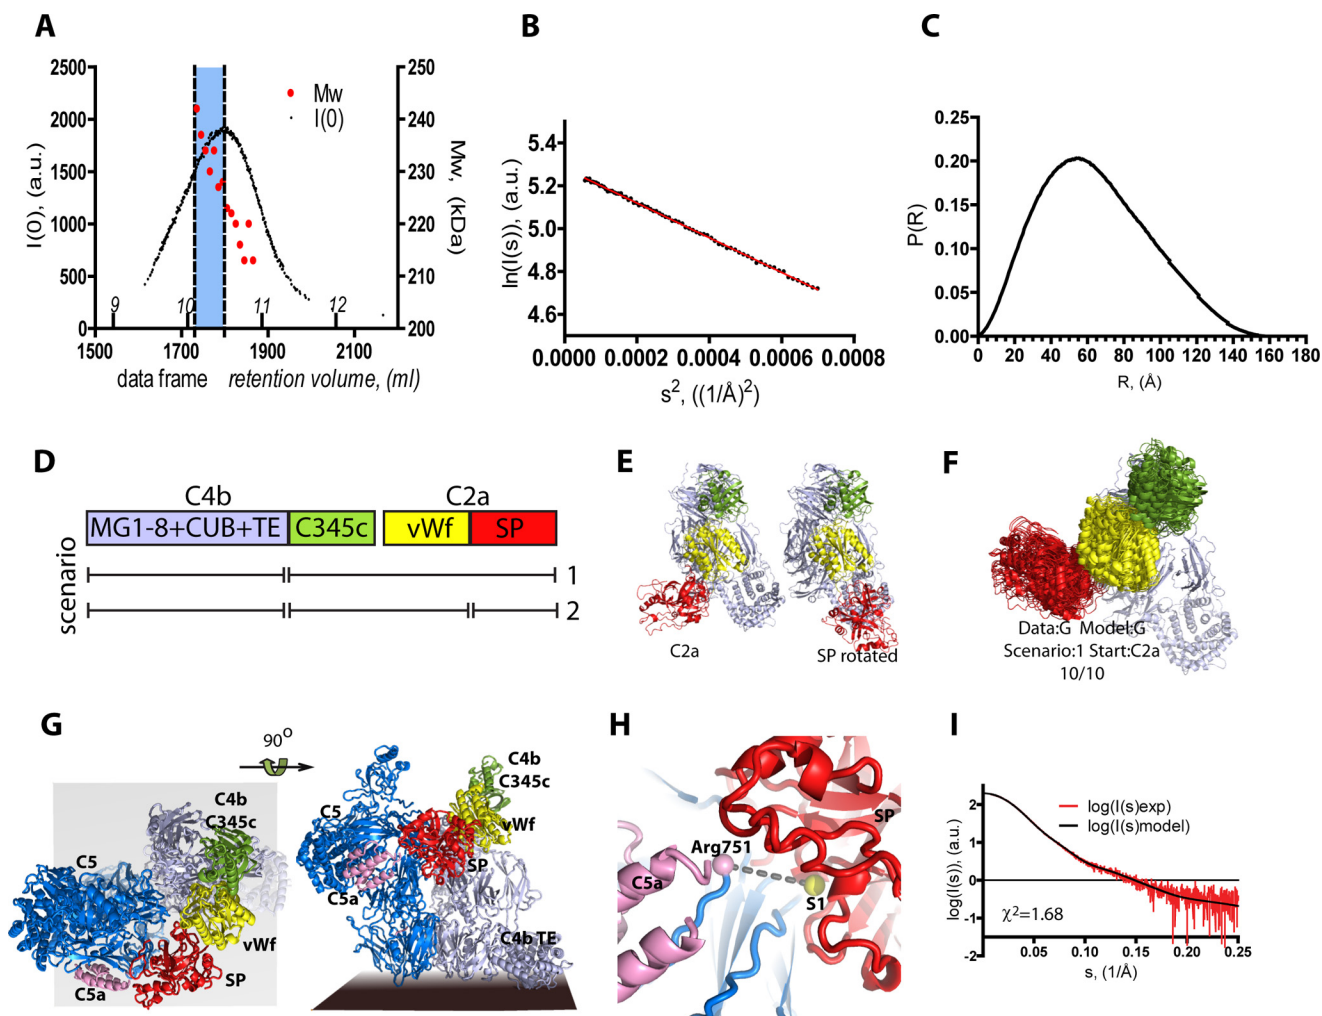 A
I(0), (a.u.)
2500
2000
1500
1000
500
0
250
240
230
220
210
200
Mw, (kDa)
Mw
I(0)
9
10
11
12
1500
1700
1900
2100
data frame
retention volume, (ml)
B
ln(I(s)), (a.u.)
5.4
5.2
5.0
4.8
4.6
0.0000 0.0002 0.0004 0.0006 0.0008
s², ((1/Å)²)
C
P(R)
0.25
0.20
0.15
0.10
0.05
0.00
0 20 40 60 80 100 120 140 160 180
R, (Å)
D
C4b
C2a
MG1-8+CUB+TE
C345c
vWf
SP
scenario
1
2
E
C2a
SP rotated
F
Data:G Model:G
Scenario:1 Start:C2a
10/10
G
90°
C4b
C345c
C5
vWf
SP
C5a
C4b
C345c
C5
vWf
SP
C5a
C4b TE
H
Arg751
SP
C5a
S1
I
log(I(s)), (a.u.)
2
1
0
-1
-2
log(I(s)exp)
log(I(s)model)
χ²=1.68
0.05 0.10 0.15 0.20 0.25
s, (1/Å)